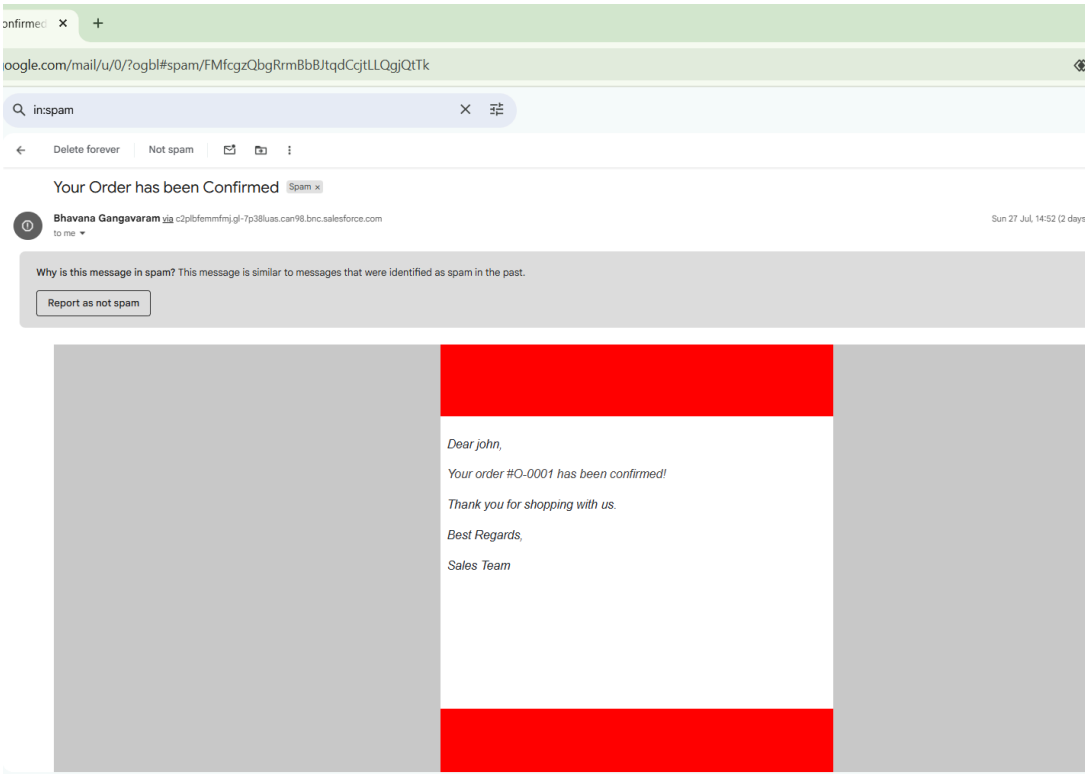 onfirmed × +
oogle.com/mail/u/0/?ogbl#spam/FMfcgzQbgRrmBbBJtqdCcjtLLQgjQtTk
in:spam
Delete forever Not spam
Your Order has been Confirmed Spam ×
Bhavana Gangavaram via c2plbfemmfmj.gl-7p38luas.can98.bnc.salesforce.com Sun 27 Jul, 14:52 (2 days
to me
Why is this message in spam? This message is similar to messages that were identified as spam in the past.
Report as not spam
Dear john,
Your order #O-0001 has been confirmed!
Thank you for shopping with us.
Best Regards,
Sales Team